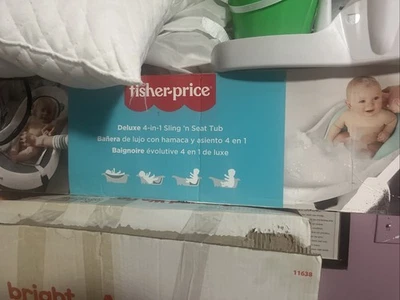 fisher-price
Deluxe 4-in-1 Sling 'n Seat Tub
Bañera de lujo con hamaca y asiento 4 en 1
Baignoire évolutive 4 en 1 de luxe
11638
bright